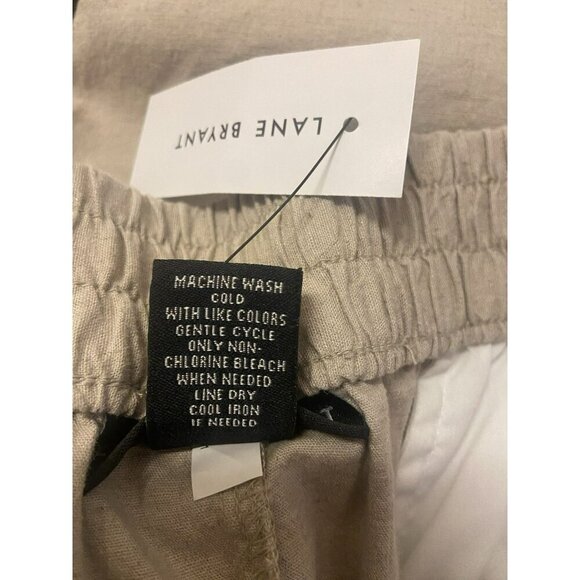 LANE BRYANT
MACHINE WASH
COLD
WITH LIKE COLORS
GENTLE CYCLE
ONLY NON-
CHLORINE BLEACH
WHEN NEEDED
LINE DRY
COOL IRON
IF NEEDED